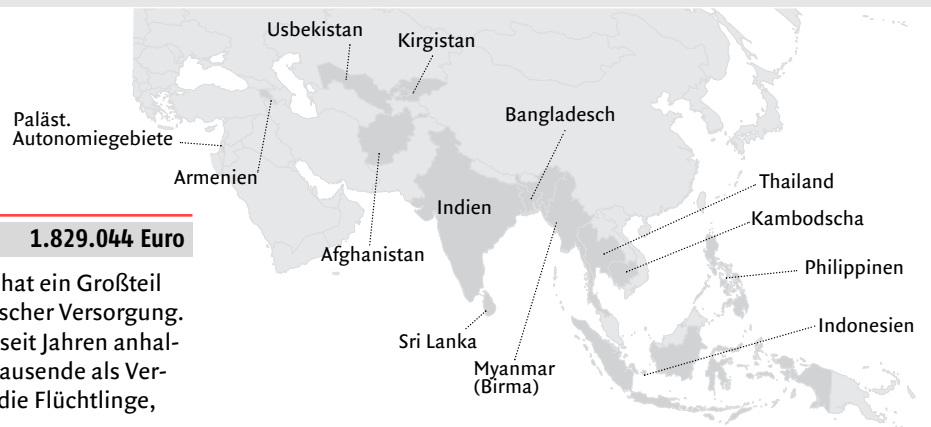 Usbekistan
Kirgistan
Bangladesch
Paläst.
Autonomiegebiete
Armenien
Thailand
Indien
Kambodscha
1.829.044 Euro
Afghanistan
Philippinen
hat ein Großteil
scher Versorgung.
Indonesien
seit Jahren anhal-
Sri Lanka
ausende als Ver-
Myanmar
(Birma)
die Flüchtlinge,